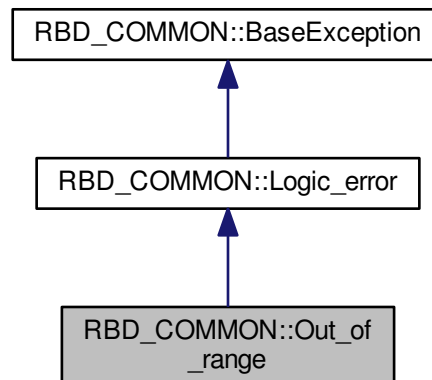 RBD_COMMON::BaseException
RBD_COMMON::Logic_error
RBD_COMMON::Out_of
_range